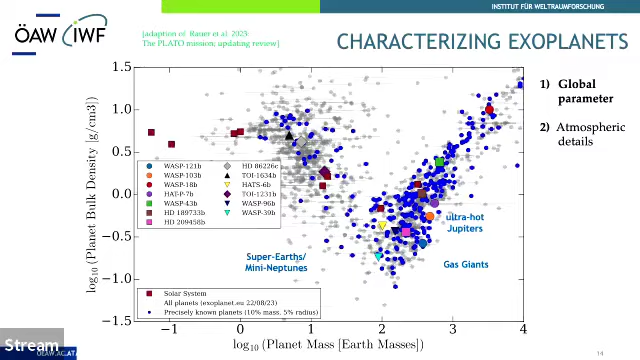 INSTITUT FÜR WELTRAUMFORSCHUNG
ÖAW IWF
[adaption of Rauer et al. 2023:
The PLATO mission; updating review]
CHARACTERIZING EXOPLANETS
1.5
1.0
0.5
0.0
−0.5
−1.0
−1.5
log10 (Planet Bulk Density [g/cm3])
WASP-121b
WASP-103b
WASP-18b
HAT-P-7b
WASP-43b
HD 189733b
HD 209458b
HD 86226c
TOI-1634b
HATS-6b
TOI-1231b
WASP-96b
WASP-39b
ultra-hot
Jupiters
Super-Earths/
Mini-Neptunes
Gas Giants
Solar System
All planets (exoplanet.eu 22/08/23)
Precisely known planets (10% mass, 5% radius)
−1 0 1 2 3 4
log10 (Planet Mass [Earth Masses])
1) Global
parameter
2) Atmospheric
details
Stream
OEAW.AC.AT
14